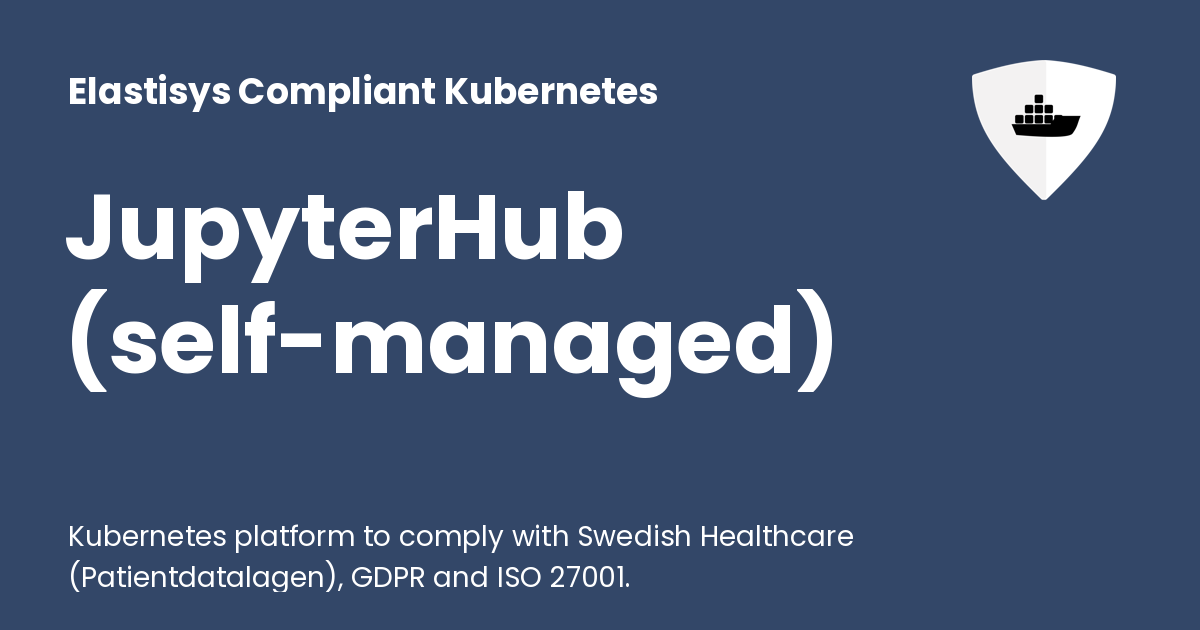 Elastisys Compliant Kubernetes
JupyterHub
(self-managed)
Kubernetes platform to comply with Swedish Healthcare
(Patientdatalagen), GDPR and ISO 27001.